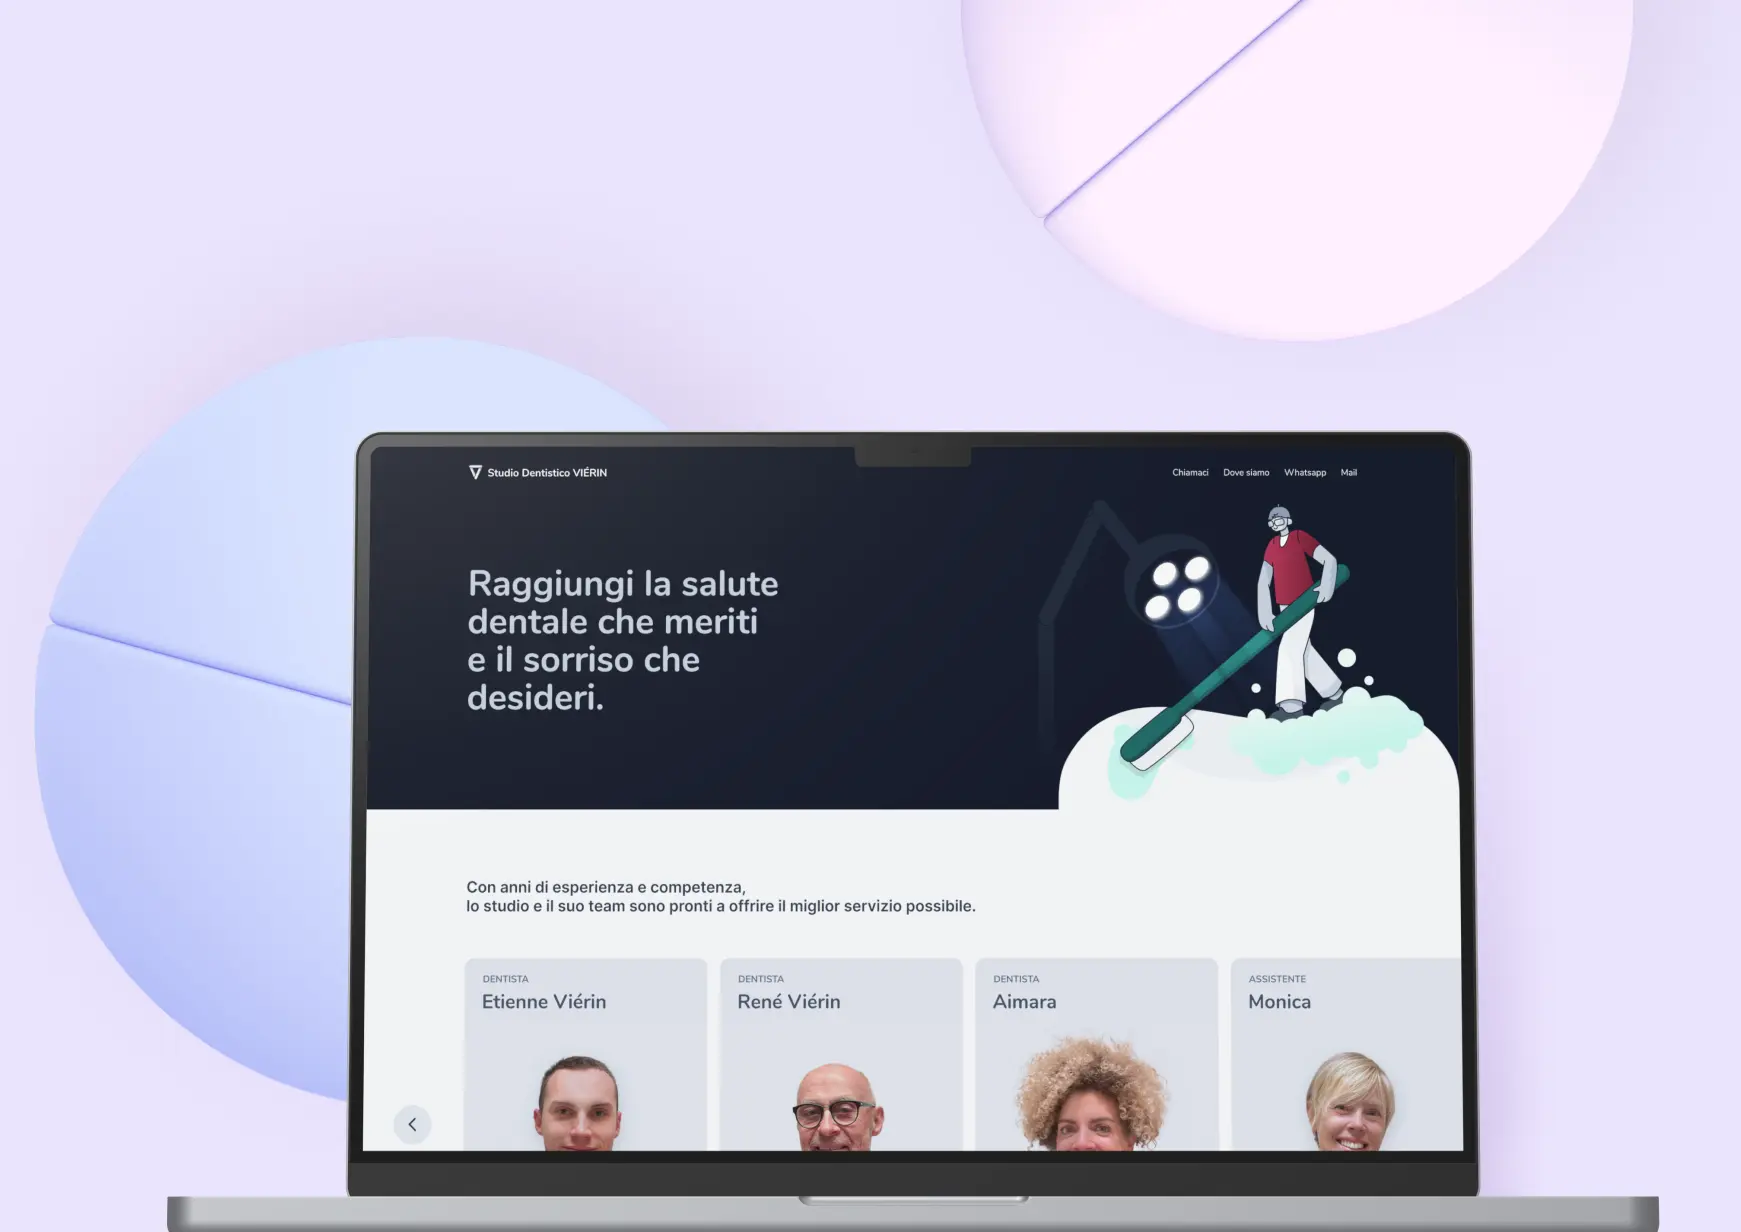 Studio Dentistico VIÉRIN
Chiamaci Dove siamo Whatsapp Mail
Raggiungi la salute
dentale che meriti
e il sorriso che
desideri.
Con anni di esperienza e competenza,
lo studio e il suo team sono pronti a offrire il miglior servizio possibile.
DENTISTA
Etienne Viérin
DENTISTA
René Viérin
DENTISTA
Aimara
ASSISTENTE
Monica